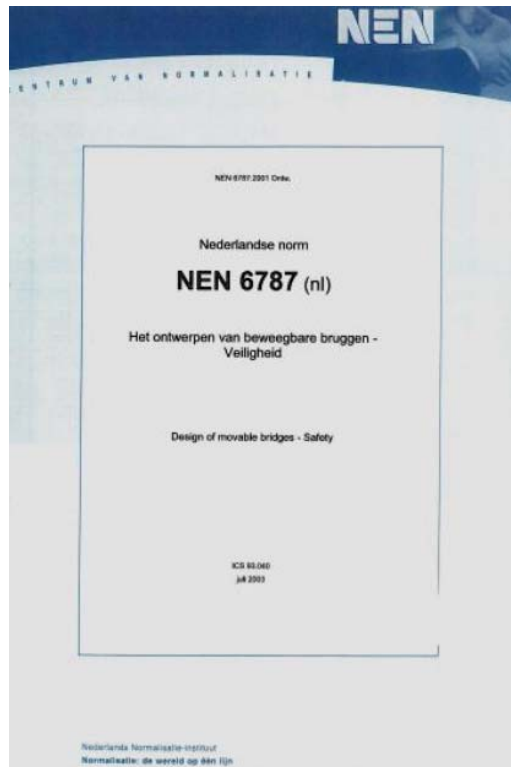 NEN
CENTRUM VAN NORMALISATIE
NEN 6787:2001 Ontw.
Nederlandse norm
NEN 6787 (nl)
Het ontwerpen van beweegbare bruggen -
Veiligheid
Design of movable bridges - Safety
ICS 93.040
juli 2003
Nederlands Normalisatie-instituut
Normalisatie: de wereld op één lijn